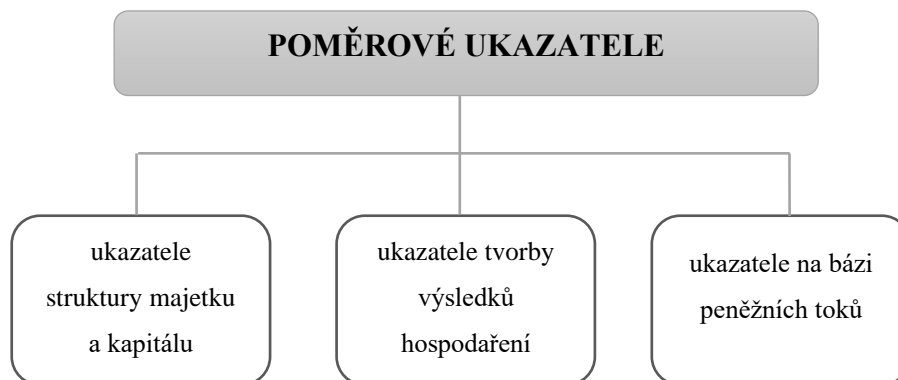 POMĚROVÉ UKAZATELE
ukazatele
struktury majetku
a kapitálu
ukazatele tvorby
výsledků
hospodaření
ukazatele na bázi
peněžních toků